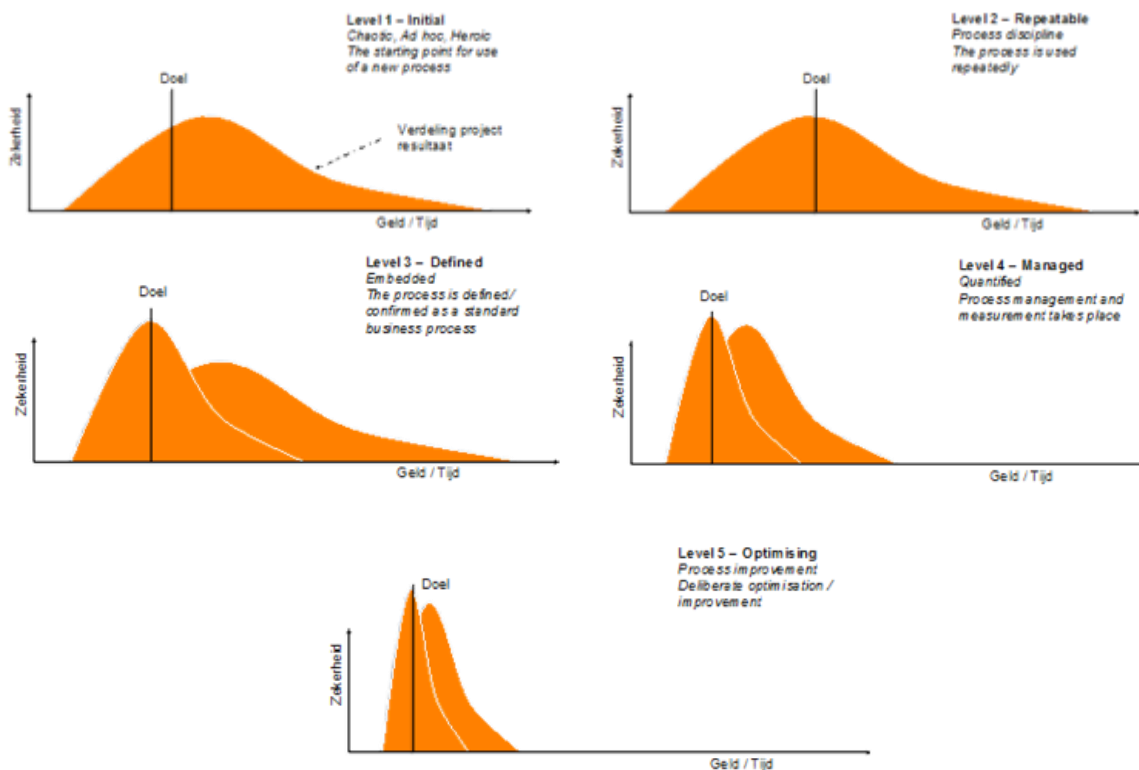 Level 1 – Initial
Chaotic, Ad hoc, Heroic
The starting point for use
of a new process
Doel
Zekerheid
Verdeling project
resultaat
Geld / Tijd
Level 2 – Repeatable
Process discipline
The process is used
repeatedly
Doel
Zekerheid
Geld / Tijd
Level 3 – Defined
Embedded
The process is defined/
confirmed as a standard
business process
Doel
Zekerheid
Geld / Tijd
Level 4 – Managed
Quantified
Process management and
measurement takes place
Doel
Zekerheid
Geld / Tijd
Level 5 – Optimising
Process improvement
Deliberate optimisation /
improvement
Doel
Zekerheid
Geld / Tijd